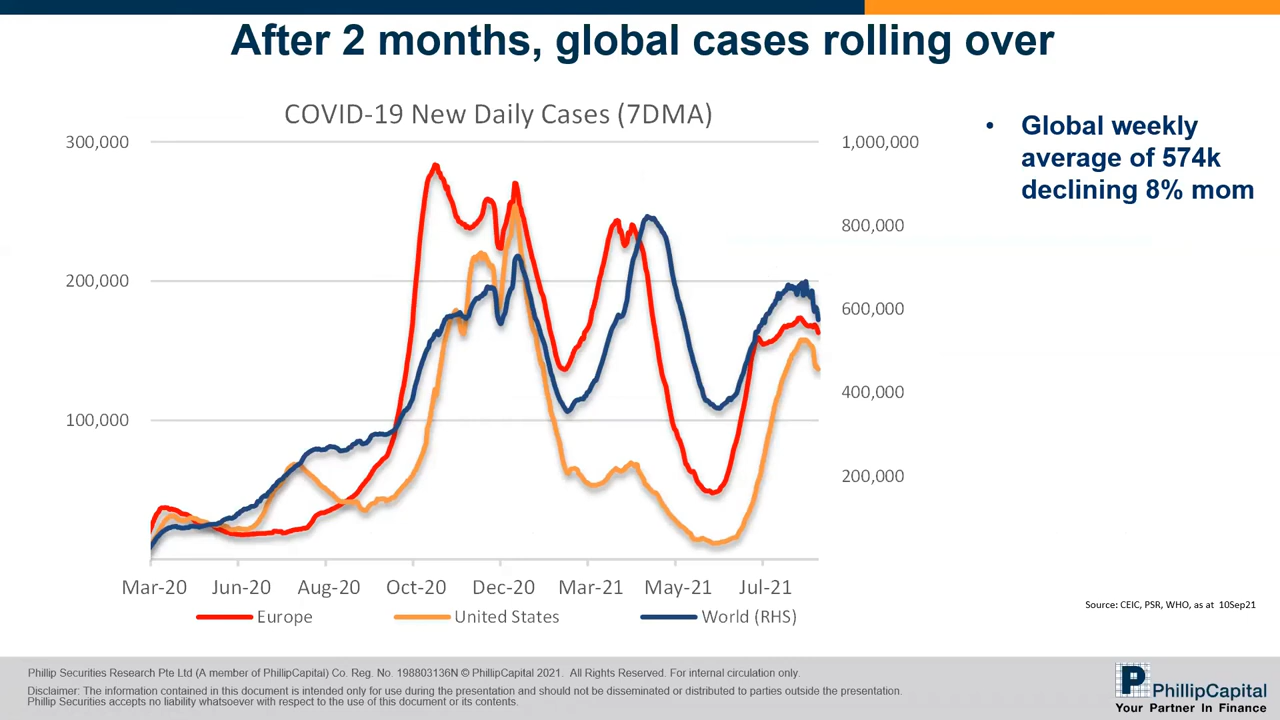 After 2 months, global cases rolling over
COVID-19 New Daily Cases (7DMA)
300,000
200,000
100,000
1,000,000
800,000
600,000
400,000
200,000
Mar-20 Jun-20 Aug-20 Oct-20 Dec-20 Mar-21 May-21 Jul-21
Europe United States World (RHS)
• Global weekly
average of 574k
declining 8% mom
Source: CEIC, PSR, WHO, as at 10Sep21
Phillip Securities Research Pte Ltd (A member of PhillipCapital) Co. Reg. No. 198803136N © PhillipCapital 2021. All Rights Reserved. For internal circulation only.
Disclaimer: The information contained in this document is intended only for use during the presentation and should not be disseminated or distributed to parties outside the presentation.
Phillip Securities accepts no liability whatsoever with respect to the use of this document or its contents.
PhillipCapital
Your Partner In Finance